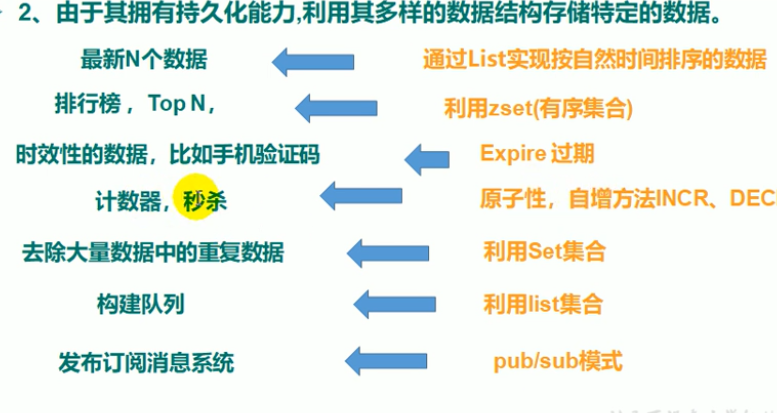 2、由于其拥有持久化能力,利用其多样的数据结构存储特定的数据。
最新N个数据 通过List实现按自然时间排序的数据
排行榜，Top N， 利用zset(有序集合)
时效性的数据，比如手机验证码 Expire 过期
计数器，秒杀 原子性，自增方法INCR、DEC
去除大量数据中的重复数据 利用Set集合
构建队列 利用list集合
发布订阅消息系统 pub/sub模式